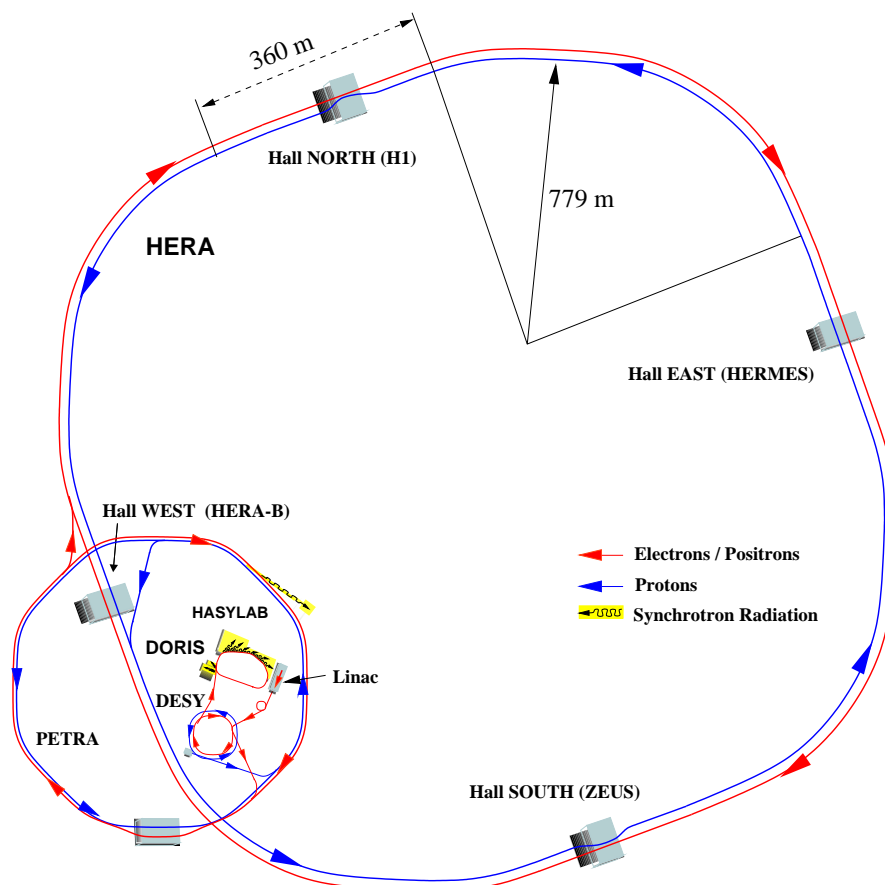 360 m
Hall NORTH (H1)
779 m
HERA
Hall EAST (HERMES)
Hall WEST (HERA-B)
Electrons / Positrons
Protons
Synchrotron Radiation
HASYLAB
DORIS
Linac
DESY
PETRA
Hall SOUTH (ZEUS)